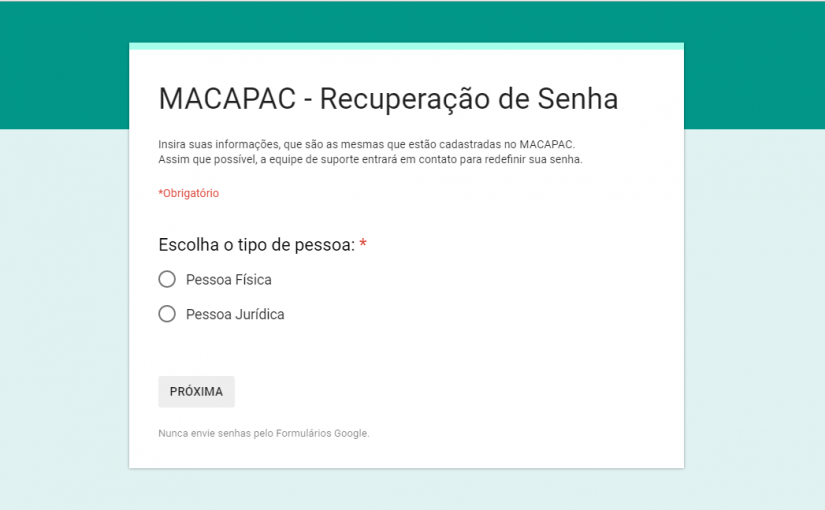 MACAPAC - Recuperação de Senha
Insira suas informações, que são as mesmas que estão cadastradas no MACAPAC.
Assim que possível, a equipe de suporte entrará em contato para redefinir sua senha.
*Obrigatório
Escolha o tipo de pessoa: *
Pessoa Física
Pessoa Jurídica
PRÓXIMA
Nunca envie senhas pelo Formulários Google.